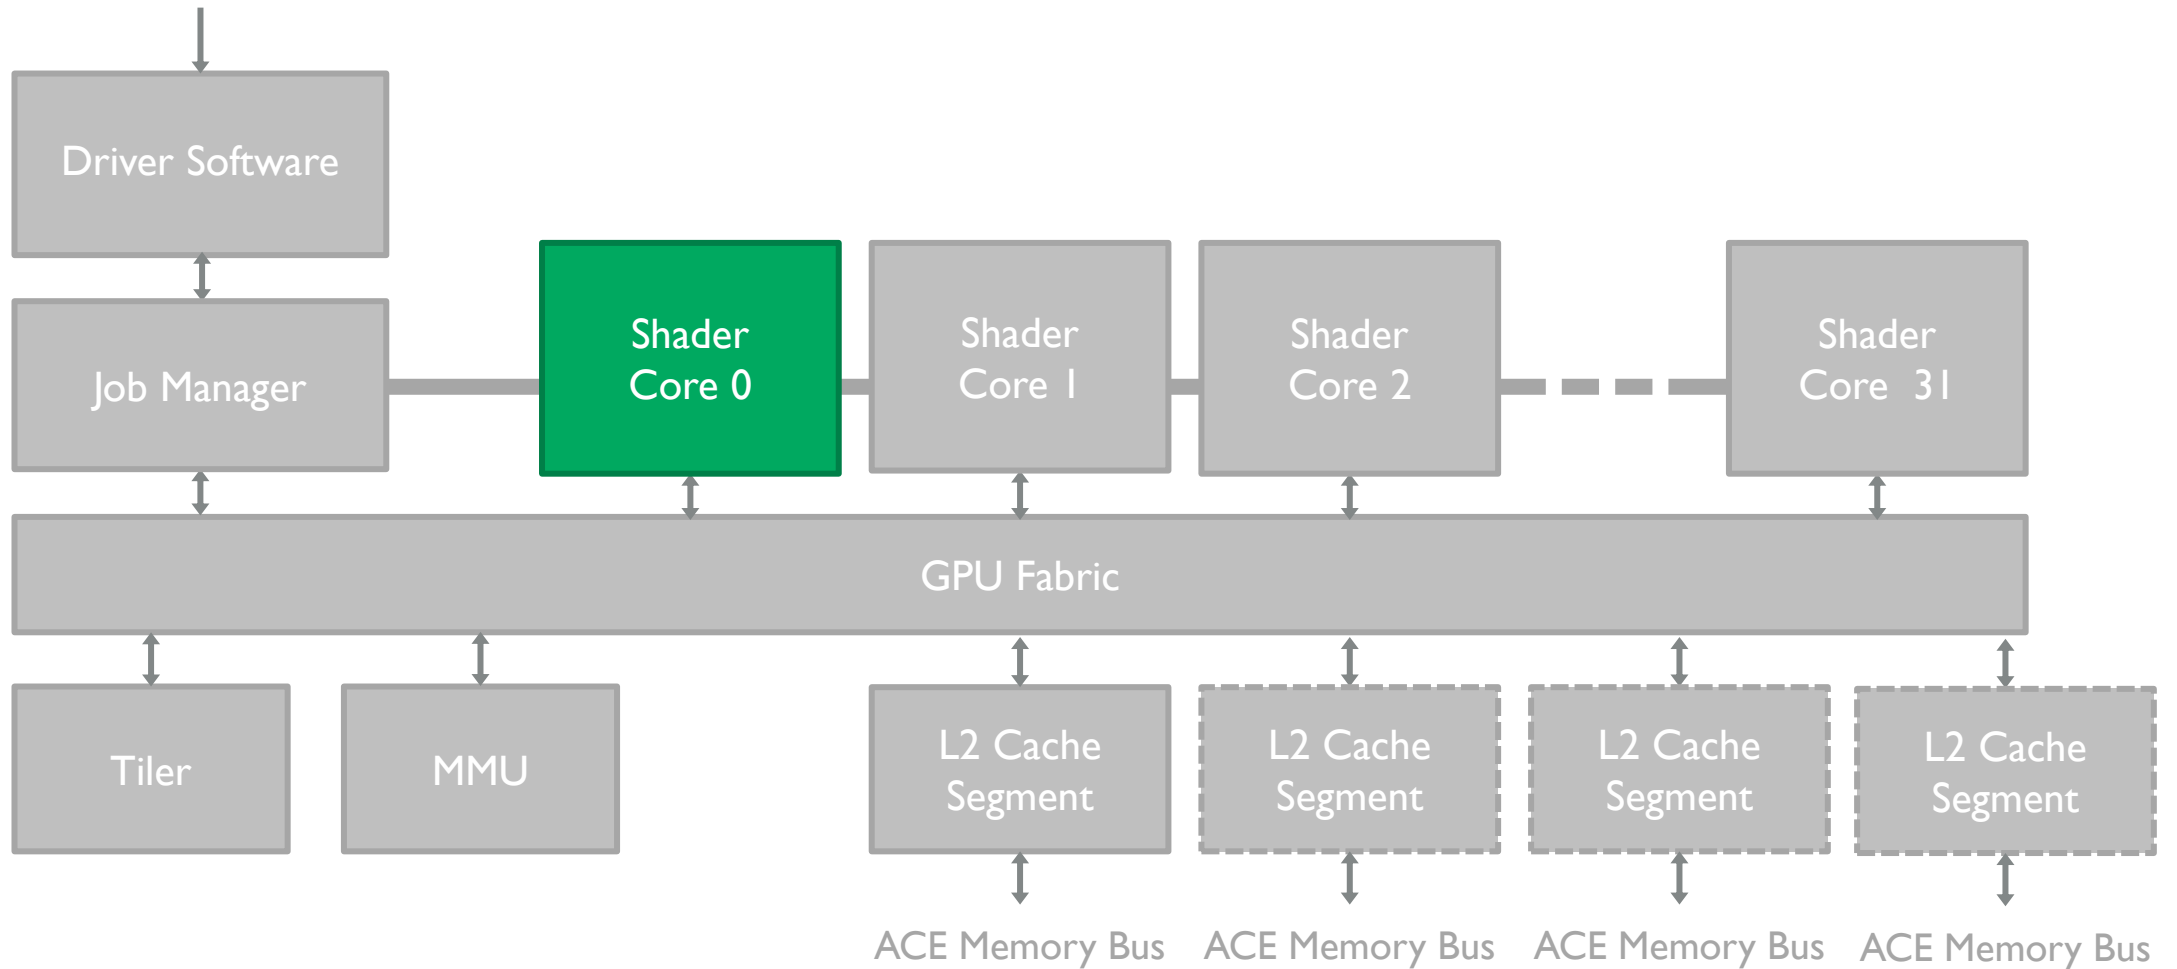 Driver Software
Job Manager
Shader
Core 0
Shader
Core 1
Shader
Core 2
Shader
Core 31
GPU Fabric
Tiler
MMU
L2 Cache
Segment
L2 Cache
Segment
L2 Cache
Segment
L2 Cache
Segment
ACE Memory Bus
ACE Memory Bus
ACE Memory Bus
ACE Memory Bus